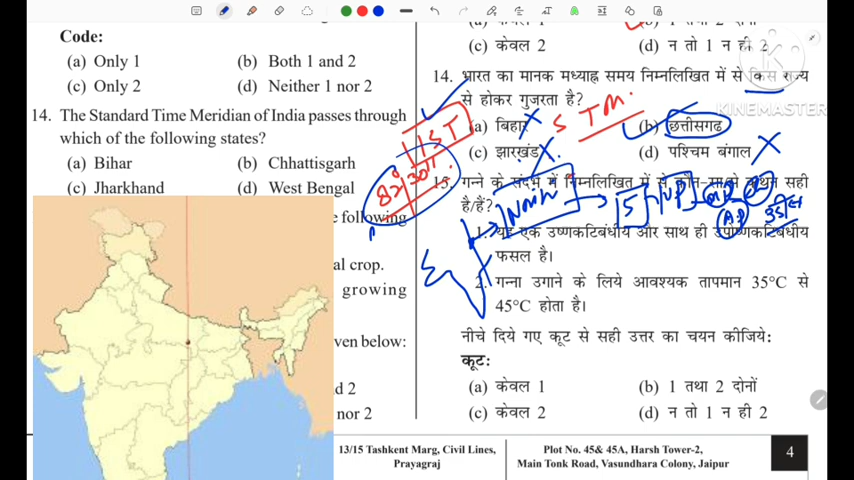 Code:
(a) Only 1
(b) Both 1 and 2
(c) Only 2
(d) Neither 1 nor 2
14. The Standard Time Meridian of India passes through
which of the following states?
(a) Bihar
(b) Chhattisgarh
(c) Jharkhand
(d) West Bengal
following
al crop.
growing
ven below:
d 2
nor 2
13/15 Tashkent Marg, Civil Lines,
Prayagraj
(c) केवल 2
(d) न तो 1 न ही 2
14. भारत का मानक मध्याह्न समय निम्नलिखित में से किस राज्य
से होकर गुजरता है?
(a) बिहार
(b) छत्तीसगढ
(c) झारखंड
(d) पश्चिम बंगाल
IST
S TM.
82° 30"
5
UP
AP
15. गन्ने के संदर्भ में निम्नलिखित में से कौन-सा/से कथन सही
है/हैं?
1. यह एक उष्णकटिबंधीय और साथ ही उपोष्णकटिबंधीय
फसल है।
2. गन्ना उगाने के लिये आवश्यक तापमान 35°C से
45°C होता है।
नीचे दिये गए कूट से सही उत्तर का चयन कीजिये:
कूटः
(a) केवल 1
(b) 1 तथा 2 दोनों
(c) केवल 2
(d) न तो 1 न ही 2
Plot No. 45& 45A, Harsh Tower-2,
Main Tonk Road, Vasundhara Colony, Jaipur
4
KINEMASTER